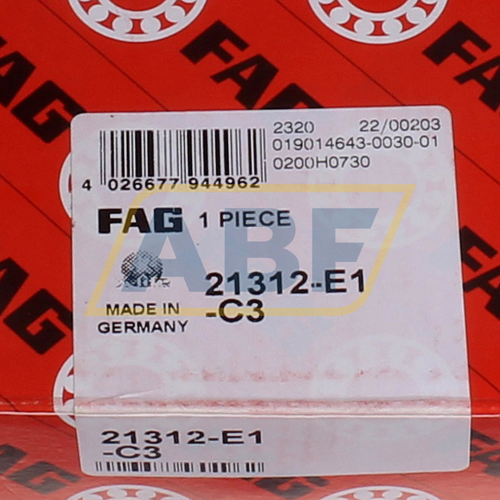 FAG
FAG
FAG
FAG
2320 22/00203
019014643-0030-01
0200H0730
4 026677 944962
FAG 1 PIECE
ABF
21312-E1
-C3
MADE IN
GERMANY
21312-E1
-C3